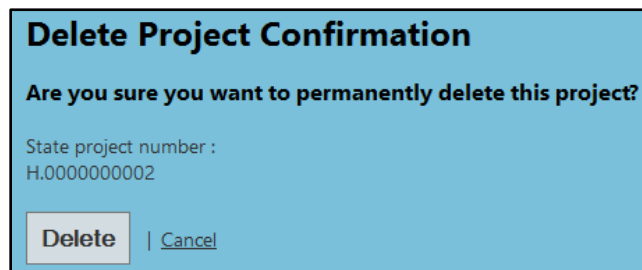 Delete Project Confirmation
Are you sure you want to permanently delete this project?
State project number :
H.0000000002
Delete | Cancel